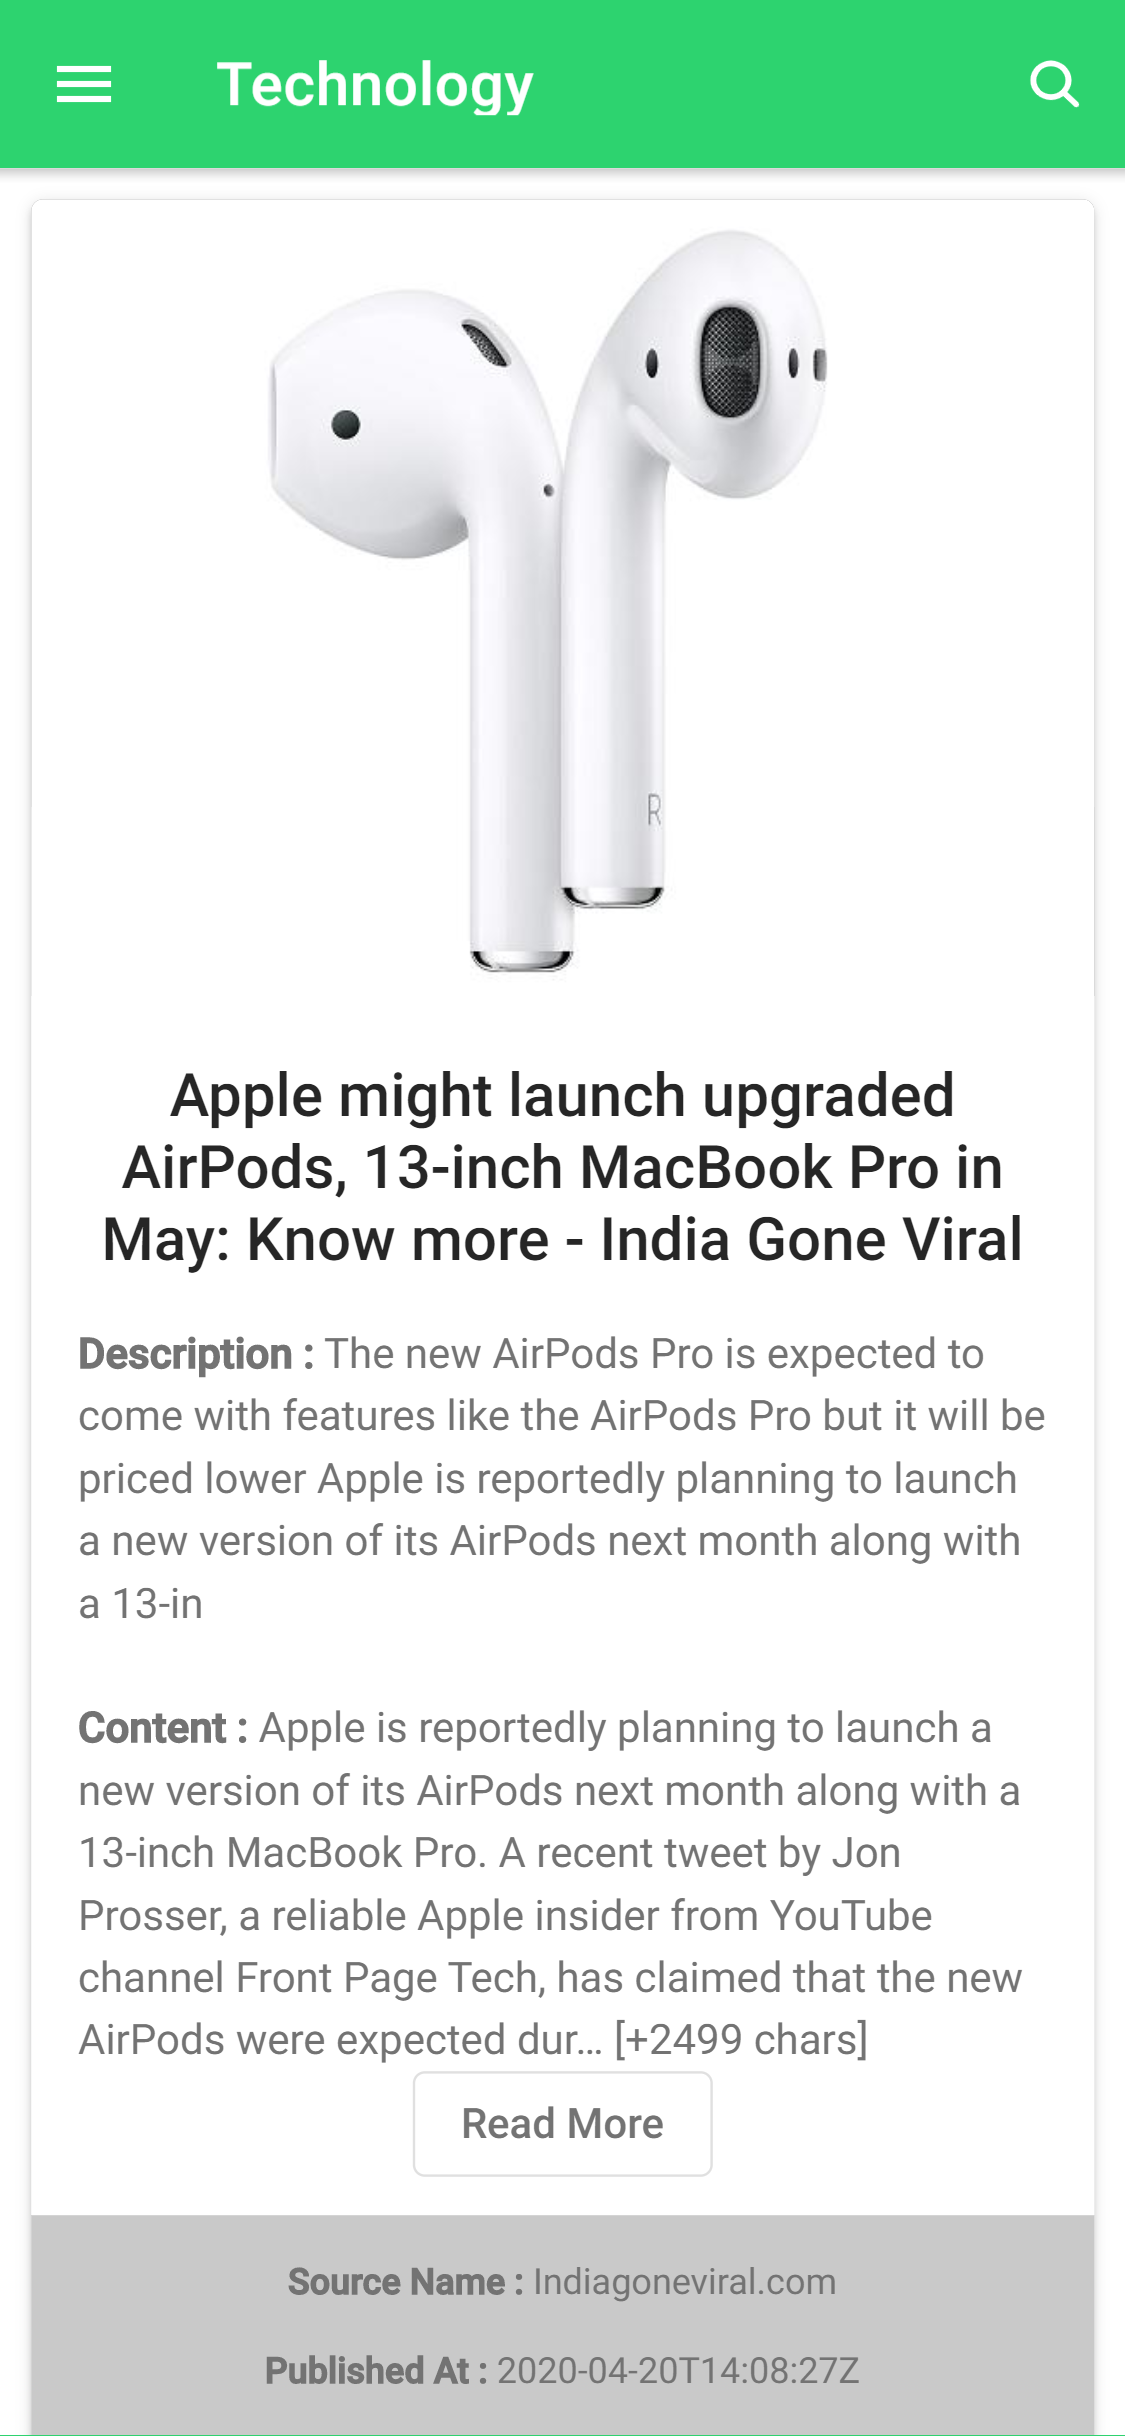 Technology
R
Apple might launch upgraded
AirPods, 13-inch MacBook Pro in
May: Know more - India Gone Viral
Description : The new AirPods Pro is expected to
come with features like the AirPods Pro but it will be
priced lower Apple is reportedly planning to launch
a new version of its AirPods next month along with
a 13-in
Content : Apple is reportedly planning to launch a
new version of its AirPods next month along with a
13-inch MacBook Pro. A recent tweet by Jon
Prosser, a reliable Apple insider from YouTube
channel Front Page Tech, has claimed that the new
AirPods were expected dur… [+2499 chars]
Read More
Source Name : Indiagoneviral.com
Published At : 2020-04-20T14:08:27Z